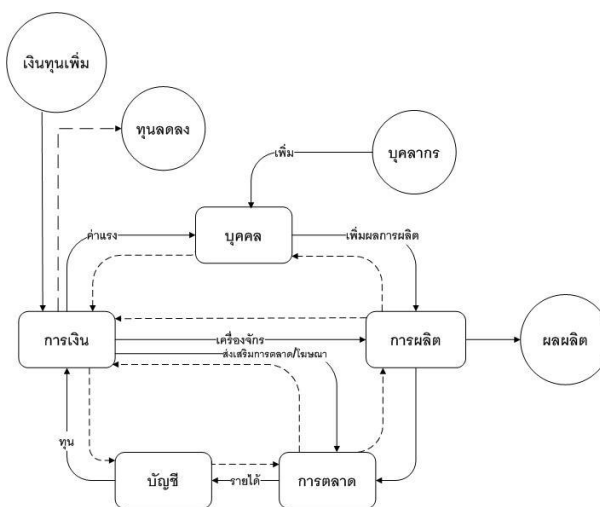 เงินทุนเพิ่ม
ทุนลดลง
บุคลากร
เพิ่ม
บุคคล
ค่าแรง
เพิ่มผลการผลิต
การเงิน
เครื่องจักร
ส่งเสริมการตลาด/โฆษณา
การผลิต
ผลผลิต
ทุน
บัญชี
รายได้
การตลาด